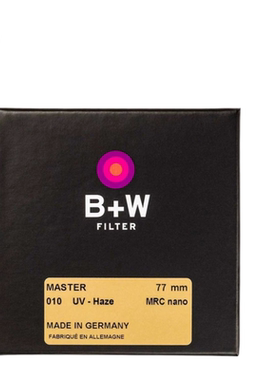 B+W
FILTER
MASTER 77 mm
010 UV - Haze MRC nano
MADE IN GERMANY
FABRIQUÉ EN ALLEMAGNE